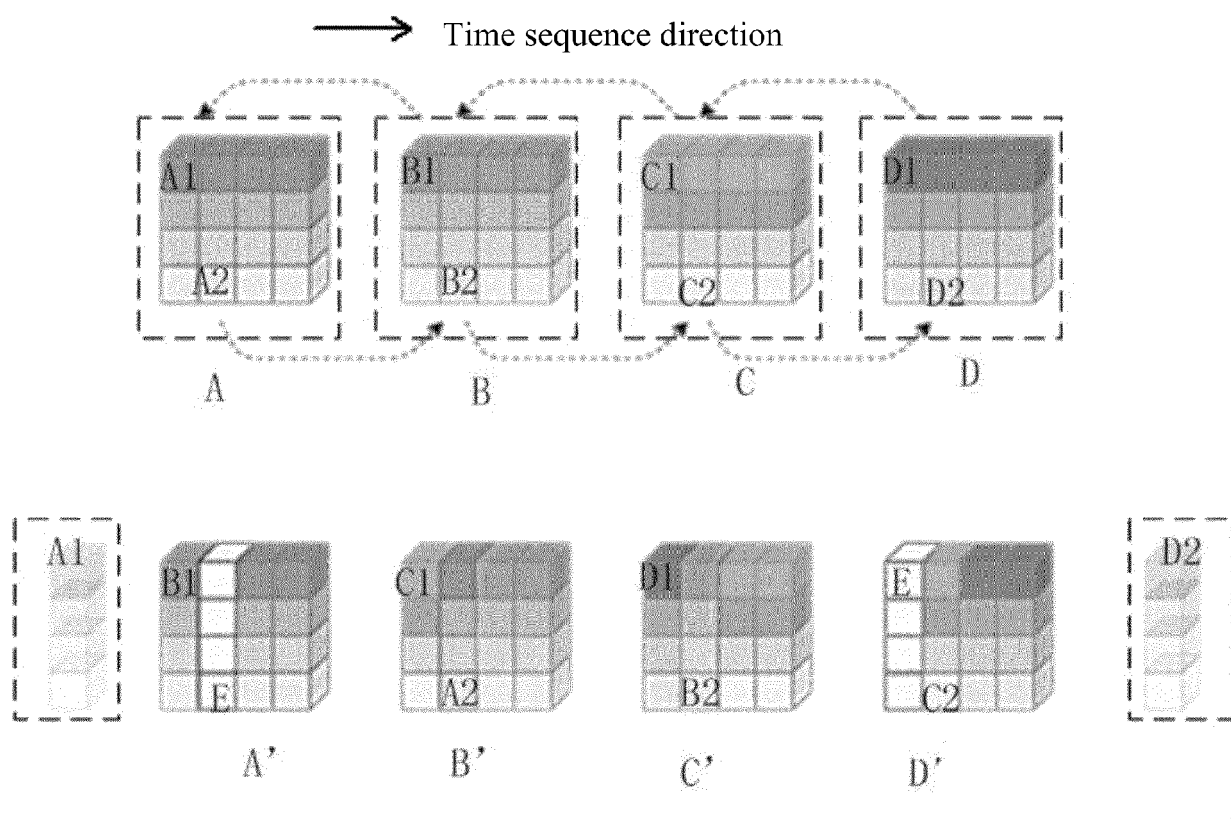 Time sequence direction
A1 B1 C1 D1
A2 B2 C2 D2
A B C D
A1 B1 C1 D1 E D2
E A2 B2 C2
A' B' C' D'